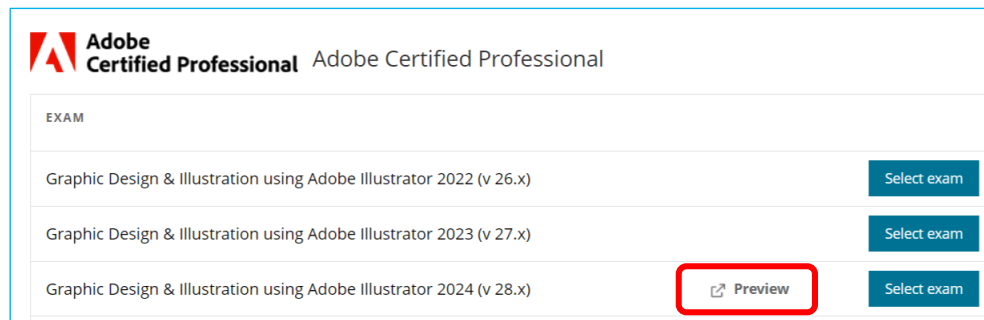 Adobe
Certified Professional Adobe Certified Professional
EXAM
Graphic Design & Illustration using Adobe Illustrator 2022 (v 26.x) Select exam
Graphic Design & Illustration using Adobe Illustrator 2023 (v 27.x) Select exam
Graphic Design & Illustration using Adobe Illustrator 2024 (v 28.x) Preview Select exam